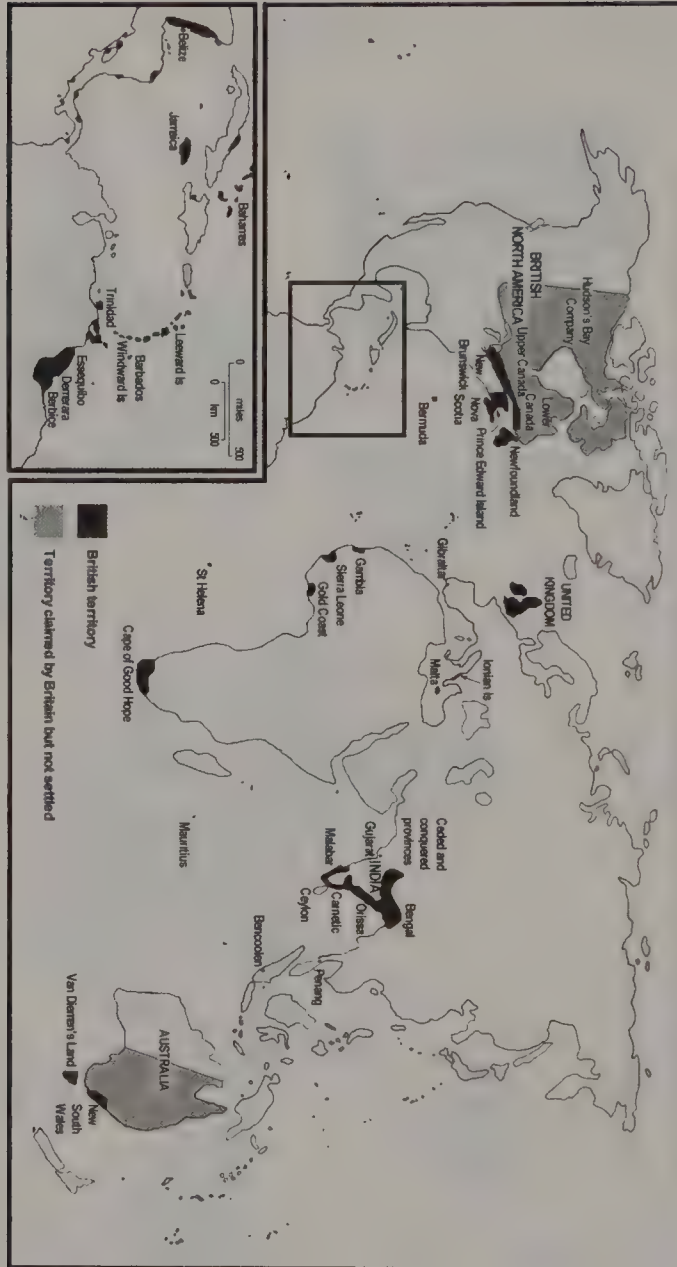 Hudson's Bay
Company
BRITISH
NORTH AMERICA
Upper Canada
Lower
Canada
Newfoundland
Prince Edward Island
Nova
Scotia
New
Brunswick
Bermuda
UNITED
KINGDOM
Gibraltar
Ionian Is
Malta
Gambia
Sierra Leone
Gold Coast
St Helena
Cape of Good Hope
Mauritius
Ceded and
conquered
provinces
Gujarat
INDIA
Bengal
Orissa
Malabar
Carnetic
Ceylon
Penang
Bencoolen
AUSTRALIA
Van Diemen's Land
New
South
Wales
Belize
Jamaica
Bahamas
Leeward Is
Barbados
Windward Is
Trinidad
Essequibo
Demerara
Berbice
0 miles 500
0 km 500
British territory
Territory claimed by Britain but not settled